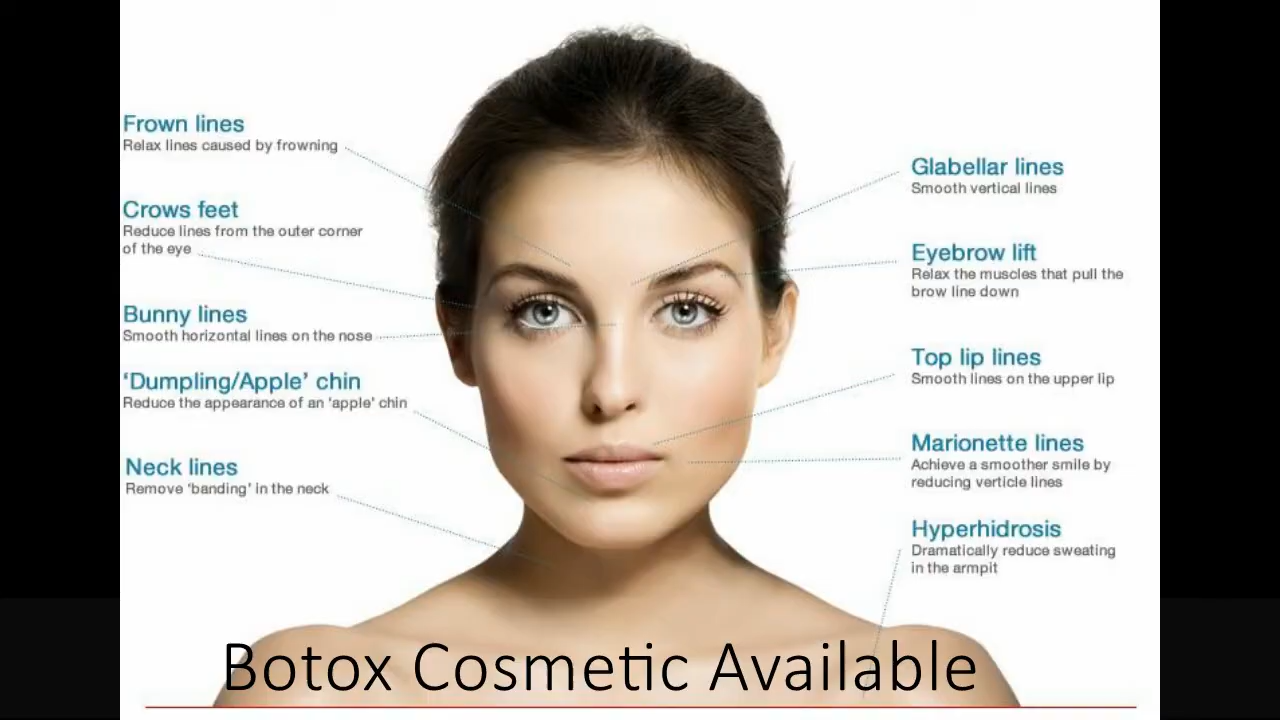 Frown lines
Relax lines caused by frowning
Crows feet
Reduce lines from the outer corner
of the eye
Bunny lines
Smooth horizontal lines on the nose
‘Dumpling/Apple’ chin
Reduce the appearance of an ‘apple’ chin
Neck lines
Remove ‘banding’ in the neck
Glabellar lines
Smooth vertical lines
Eyebrow lift
Relax the muscles that pull the
brow line down
Top lip lines
Smooth lines on the upper lip
Marionette lines
Achieve a smoother smile by
reducing verticle lines
Hyperhidrosis
Dramatically reduce sweating
in the armpit
Botox Cosmetic Available